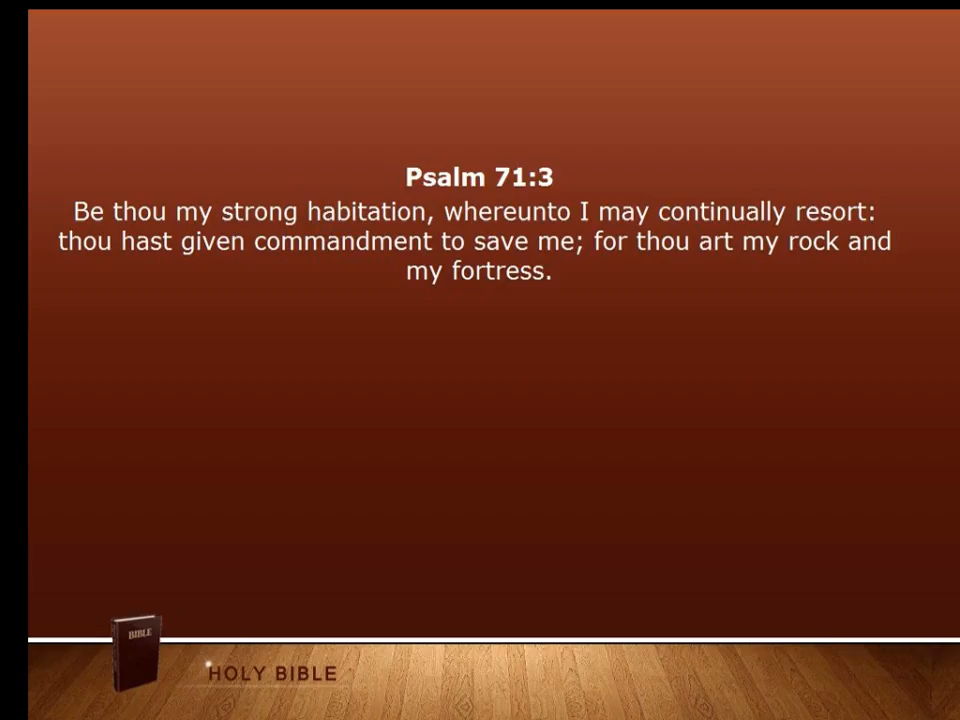 Psalm 71:3
Be thou my strong habitation, whereunto I may continually resort:
thou hast given commandment to save me; for thou art my rock and
my fortress.
BIBLE
HOLY BIBLE